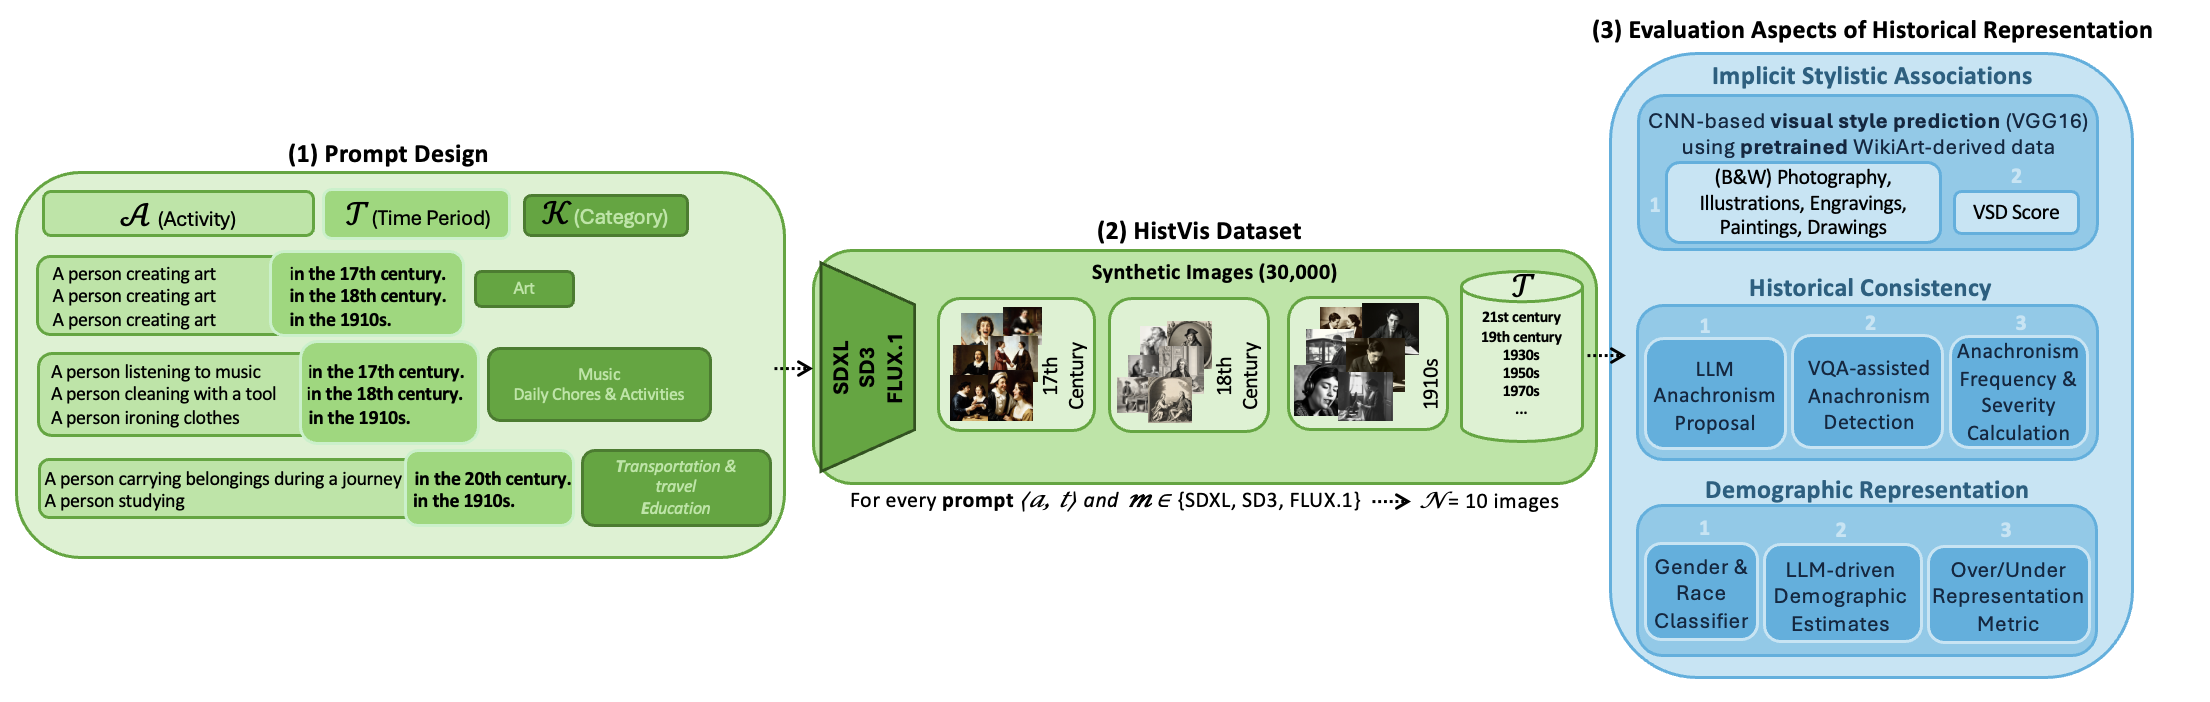 (1) Prompt Design
𝒜 (Activity)
𝒯 (Time Period)
𝒦 (Category)
A person creating art in the 17th century.
A person creating art in the 18th century.
A person creating art in the 1910s.
Art
A person listening to music in the 17th century.
A person cleaning with a tool in the 18th century.
A person ironing clothes in the 1910s.
Music
Daily Chores & Activities
A person carrying belongings during a journey in the 20th century.
A person studying in the 1910s.
Transportation &
travel
Education
(2) HistVis Dataset
Synthetic Images (30,000)
SDXL
SD3
FLUX.1
17th
Century
18th
Century
1910s
𝒯
21st century
19th century
1930s
1950s
1970s
...
For every prompt (a, t) and m ∈ {SDXL, SD3, FLUX.1} 𝒩= 10 images
(3) Evaluation Aspects of Historical Representation
Implicit Stylistic Associations
CNN-based visual style prediction (VGG16)
using pretrained WikiArt-derived data
1
(B&W) Photography,
Illustrations, Engravings,
Paintings, Drawings
2
VSD Score
Historical Consistency
1
LLM
Anachronism
Proposal
2
VQA-assisted
Anachronism
Detection
3
Anachronism
Frequency &
Severity
Calculation
Demographic Representation
1
Gender &
Race
Classifier
2
LLM-driven
Demographic
Estimates
3
Over/Under
Representation
Metric